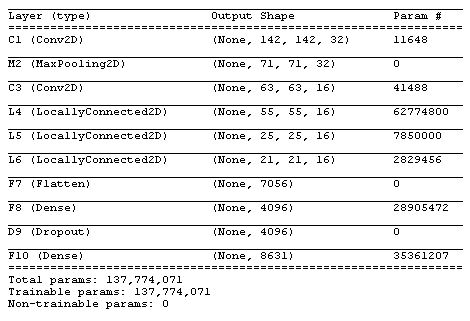 Layer (type) Output Shape Param #
C1 (Conv2D) (None, 142, 142, 32) 11648
M2 (MaxPooling2D) (None, 71, 71, 32) 0
C3 (Conv2D) (None, 63, 63, 16) 41488
L4 (LocallyConnected2D) (None, 55, 55, 16) 62774800
L5 (LocallyConnected2D) (None, 25, 25, 16) 7850000
L6 (LocallyConnected2D) (None, 21, 21, 16) 2829456
F7 (Flatten) (None, 7056) 0
F8 (Dense) (None, 4096) 28905472
D9 (Dropout) (None, 4096) 0
F10 (Dense) (None, 8631) 35361207
Total params: 137,774,071
Trainable params: 137,774,071
Non-trainable params: 0